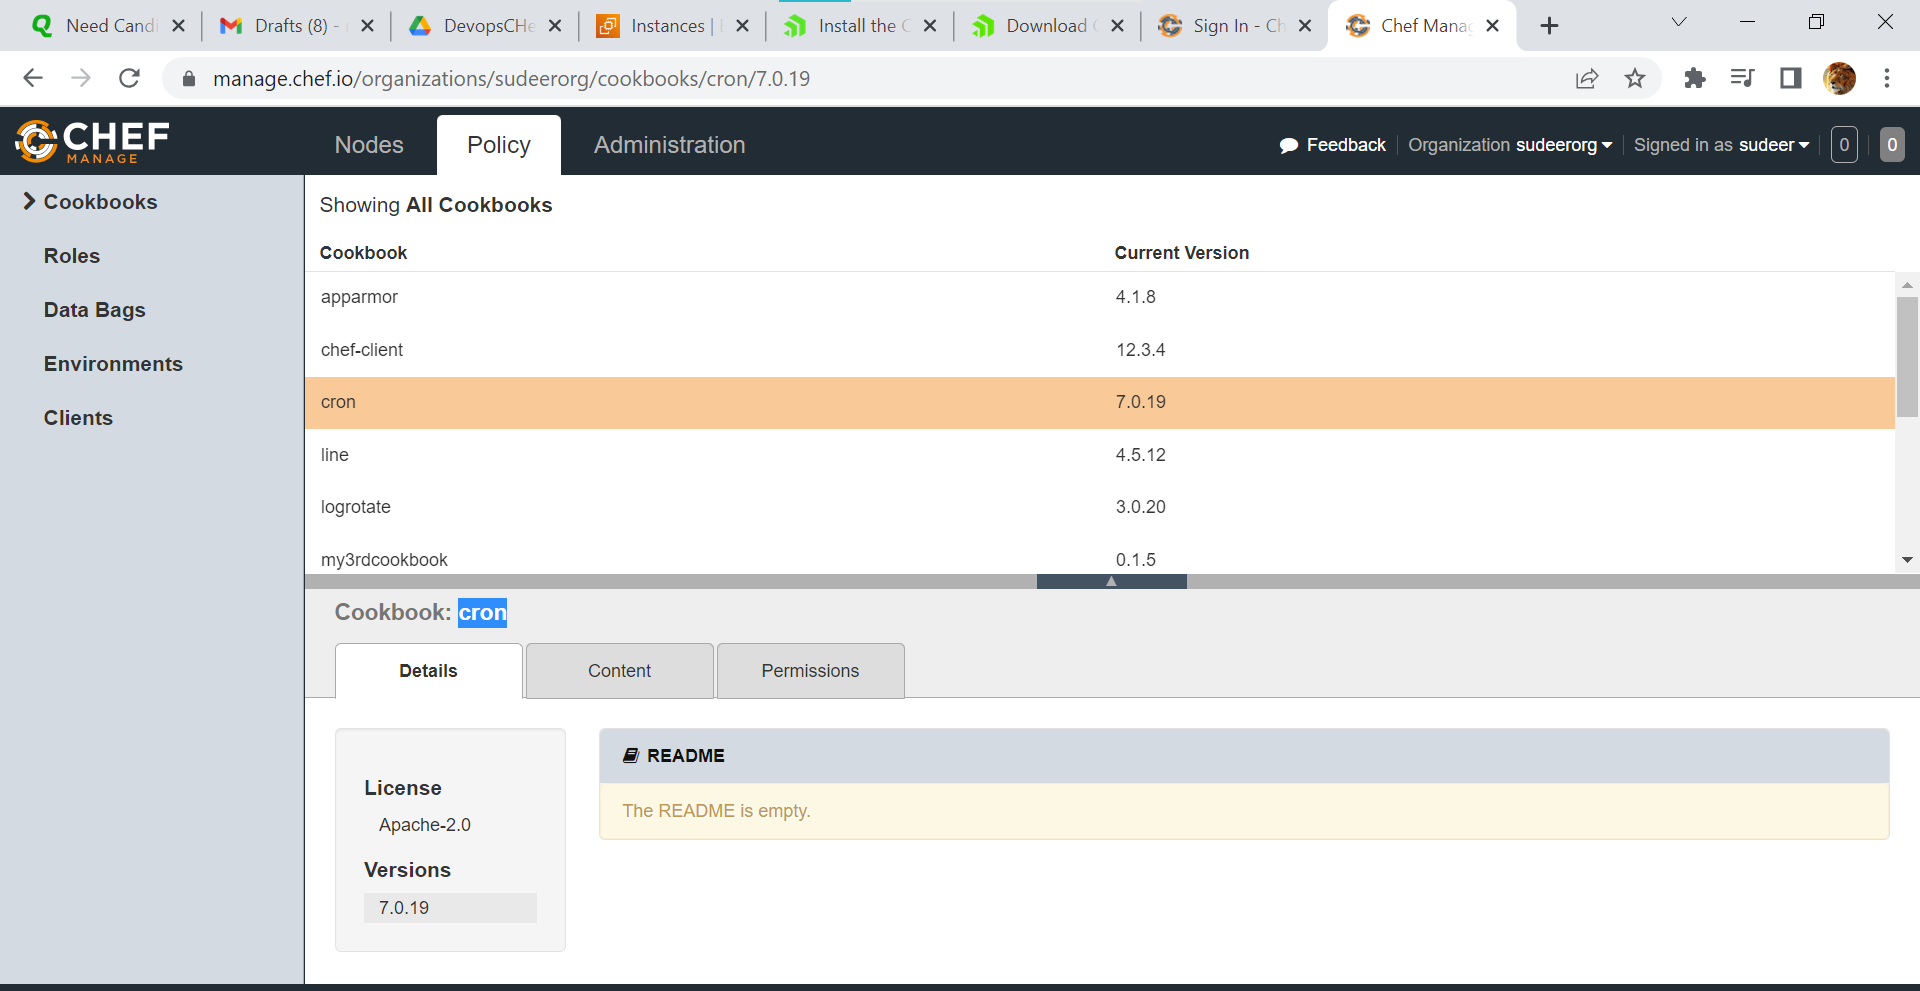 Need Candi
Drafts (8) -
DevopsCHe
Instances |
Install the C
Download C
Sign In - Ch
Chef Manag
manage.chef.io/organizations/sudeerorg/cookbooks/cron/7.0.19
CHEF
MANAGE
Nodes
Policy
Administration
Feedback
Organization sudeerorg
Signed in as sudeer
0
0
Cookbooks
Roles
Data Bags
Environments
Clients
Showing All Cookbooks
Cookbook Current Version
apparmor 4.1.8
chef-client 12.3.4
cron 7.0.19
line 4.5.12
logrotate 3.0.20
my3rdcookbook 0.1.5
Cookbook: cron
Details
Content
Permissions
License
Apache-2.0
Versions
7.0.19
README
The README is empty.